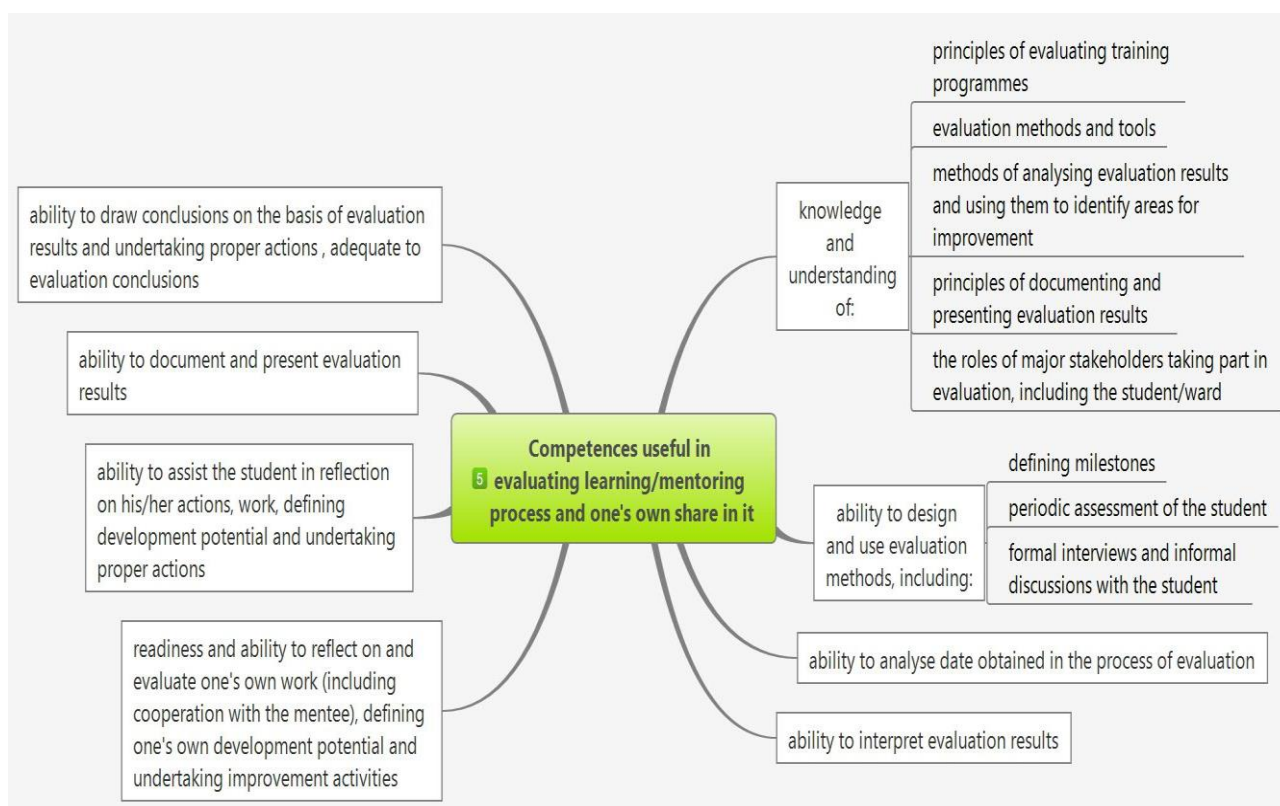 Competences useful in
5 evaluating learning/mentoring
process and one's own share in it
knowledge
and
understanding
of:
principles of evaluating training
programmes
evaluation methods and tools
methods of analysing evaluation results
and using them to identify areas for
improvement
principles of documenting and
presenting evaluation results
the roles of major stakeholders taking part in
evaluation, including the student/ward
ability to design
and use evaluation
methods, including:
defining milestones
periodic assessment of the student
formal interviews and informal
discussions with the student
ability to analyse date obtained in the process of evaluation
ability to interpret evaluation results
ability to draw conclusions on the basis of evaluation
results and undertaking proper actions , adequate to
evaluation conclusions
ability to document and present evaluation
results
ability to assist the student in reflection
on his/her actions, work, defining
development potential and undertaking
proper actions
readiness and ability to reflect on and
evaluate one's own work (including
cooperation with the mentee), defining
one's own development potential and
undertaking improvement activities